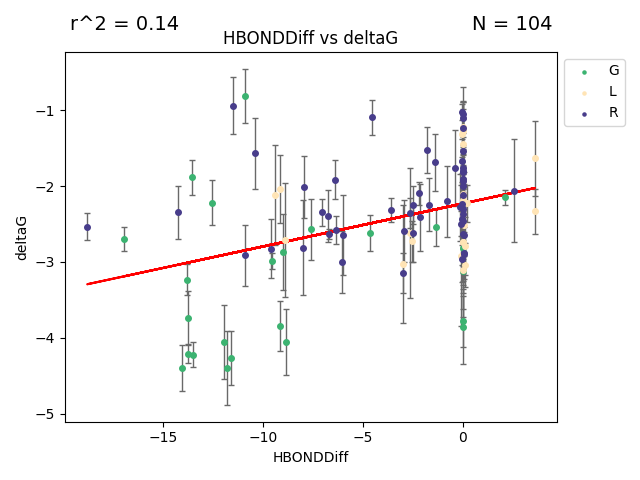 r^2 = 0.14
N = 104
HBONDDiff vs deltaG
G
L
R
deltaG
−1
−2
−3
−4
−5
−15
−10
−5
0
HBONDDiff